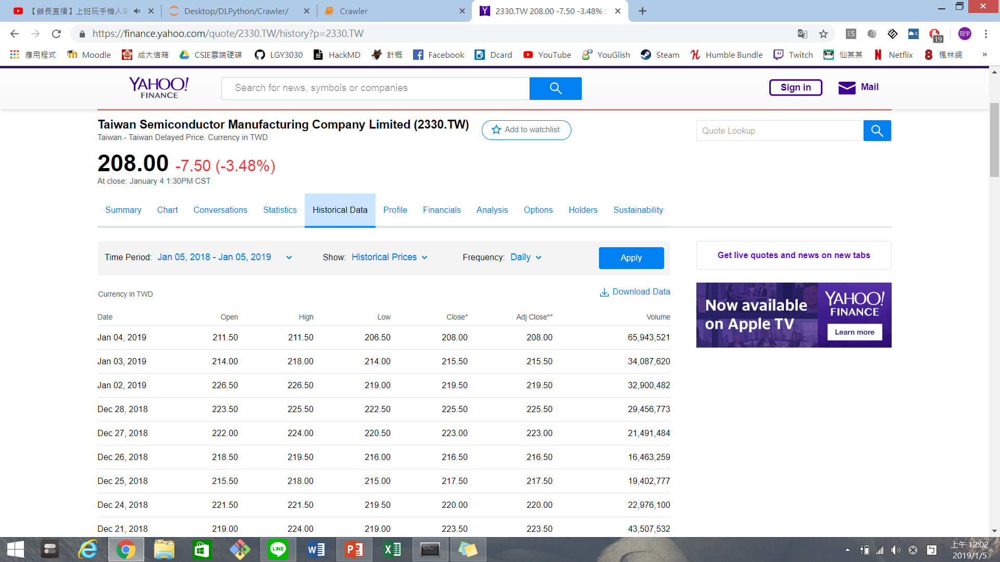 【館長直播】上班玩手機人
Desktop/DLPython/Crawler/
Crawler
2330.TW 208.00 -7.50 -3.48% :
https://finance.yahoo.com/quote/2330.TW/history?p=2330.TW
ES
IL
19
冠宇
應用程式
Moodle
成大信箱
CSIE雲端硬碟
LGY3030
HackMD
計概
Facebook
Dcard
YouTube
YouGlish
Steam
Humble Bundle
Twitch
仙某某
Netflix
楓林網
»
YAHOO!
FINANCE
Search for news, symbols or companies
Sign in
Mail
Taiwan Semiconductor Manufacturing Company Limited (2330.TW)
Add to watchlist
Quote Lookup
Taiwan - Taiwan Delayed Price. Currency in TWD
208.00 -7.50 (-3.48%)
At close: January 4 1:30PM CST
Summary Chart Conversations Statistics Historical Data Profile Financials Analysis Options Holders Sustainability
Time Period: Jan 05, 2018 - Jan 05, 2019 Show: Historical Prices Frequency: Daily Apply
Get live quotes and news on new tabs
Currency in TWD
Download Data
Now available
on Apple TV
YAHOO!
FINANCE
Learn more
Date Open High Low Close* Adj Close** Volume
Jan 04, 2019 211.50 211.50 206.50 208.00 208.00 65,943,521
Jan 03, 2019 214.00 218.00 214.00 215.50 215.50 34,087,620
Jan 02, 2019 226.50 226.50 219.00 219.50 219.50 32,900,482
Dec 28, 2018 223.50 225.50 222.50 225.50 225.50 29,456,773
Dec 27, 2018 222.00 224.00 220.50 223.00 223.00 21,491,484
Dec 26, 2018 218.50 219.50 216.00 216.50 216.50 16,463,259
Dec 25, 2018 215.50 218.00 215.00 217.50 217.50 19,402,777
Dec 24, 2018 221.50 221.50 219.50 220.00 220.00 22,976,100
Dec 21, 2018 219.00 224.00 219.00 223.50 223.50 43,507,532
LINE
上午 12:02
2019/1/5